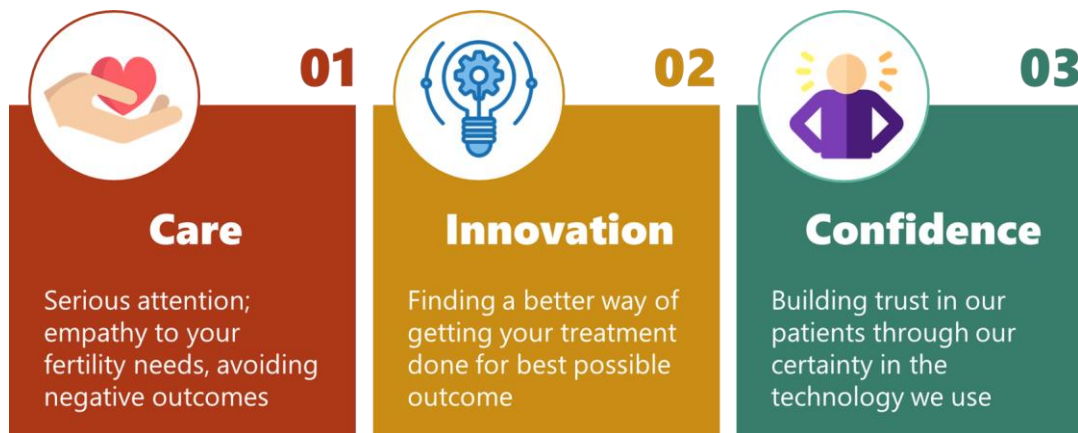 01
Care
Serious attention;
empathy to your
fertility needs, avoiding
negative outcomes
02
Innovation
Finding a better way of
getting your treatment
done for best possible
outcome
03
Confidence
Building trust in our
patients through our
certainty in the
technology we use